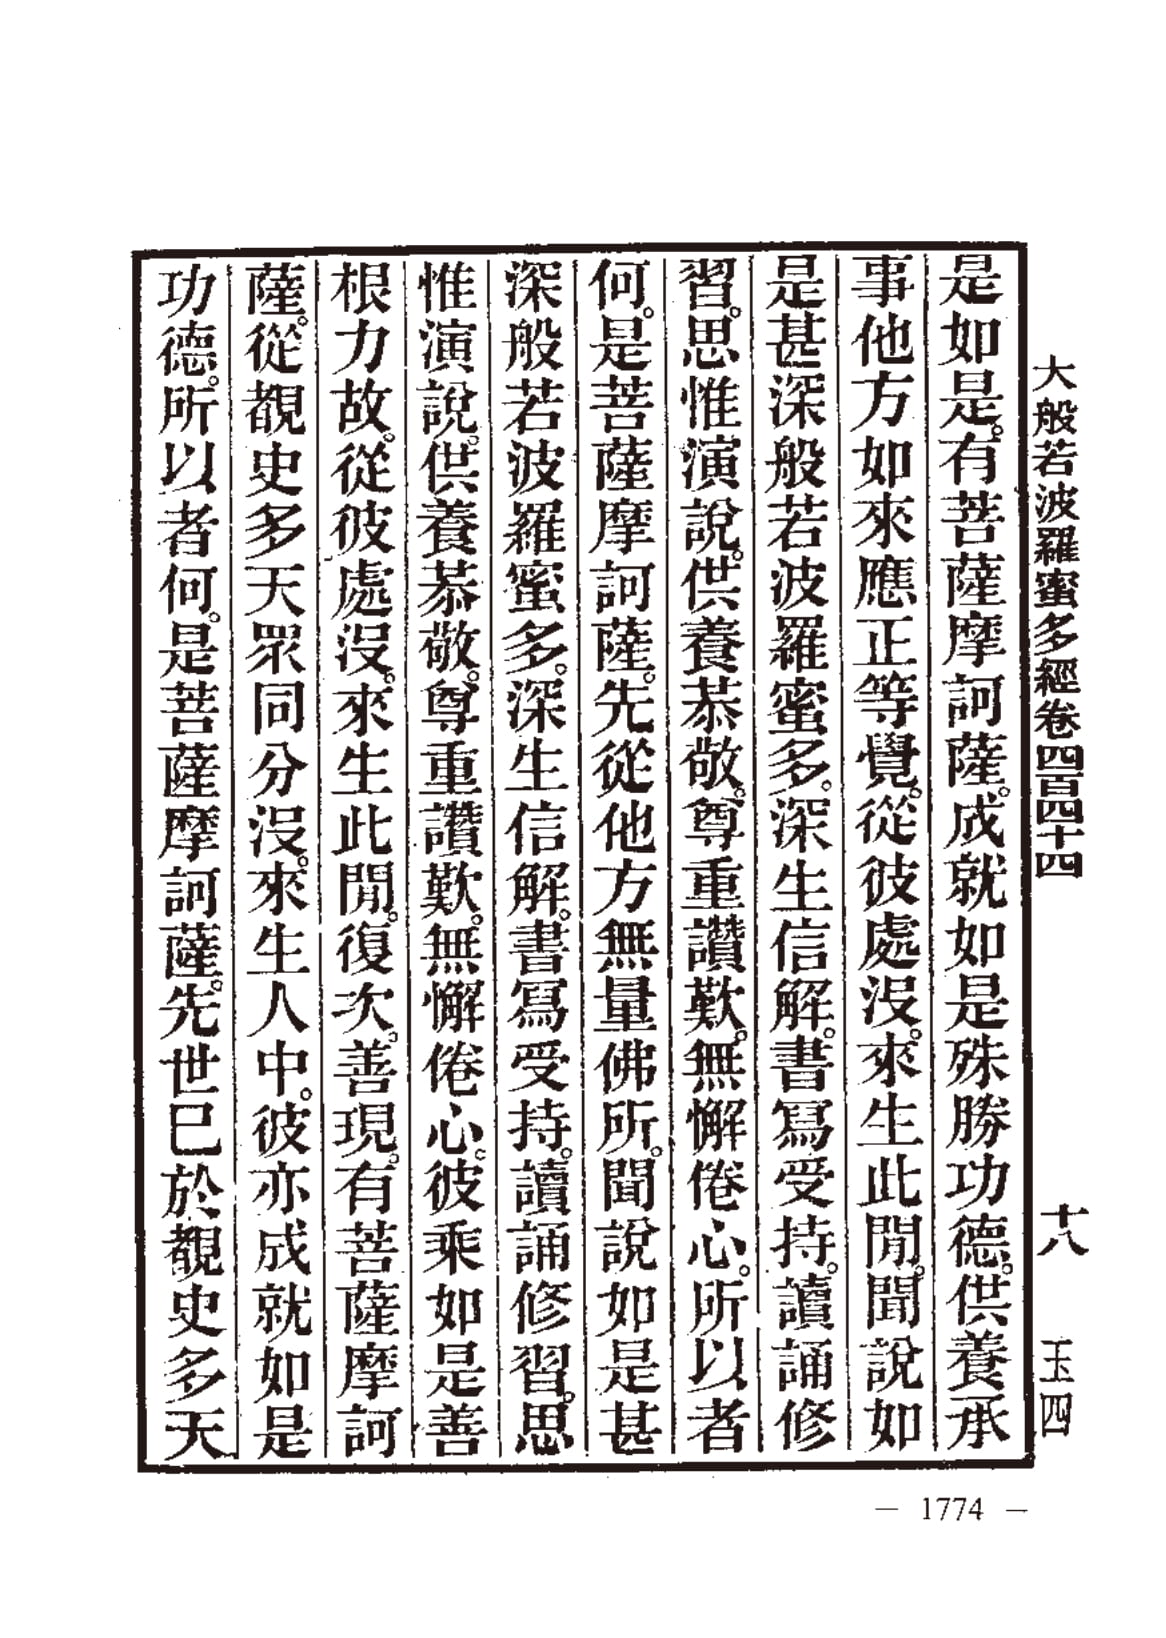 大般若波羅蜜多經卷四百四十四　十八　玉四
是如是。有菩薩摩訶薩。成就如是殊勝功德。供養承
事他方如來應正等覺。從彼處沒。來生此閒。聞說如
是甚深般若波羅蜜多。深生信解。書寫受持。讀誦修
習。思惟演說。供養恭敬。尊重讚歎。無懈倦心。所以者
何。是菩薩摩訶薩。先從他方無量佛所。聞說如是甚
深般若波羅蜜多。深生信解。書寫受持。讀誦修習。思
惟演說。供養恭敬。尊重讚歎。無懈倦心。彼乘如是善
根力故。從彼處沒。來生此閒。復次。善現。有菩薩摩訶
薩。從覩史多天眾同分沒。來生人中。彼亦成就如是
功德。所以者何。是菩薩摩訶薩。先世已於覩史多天
— 1774 —